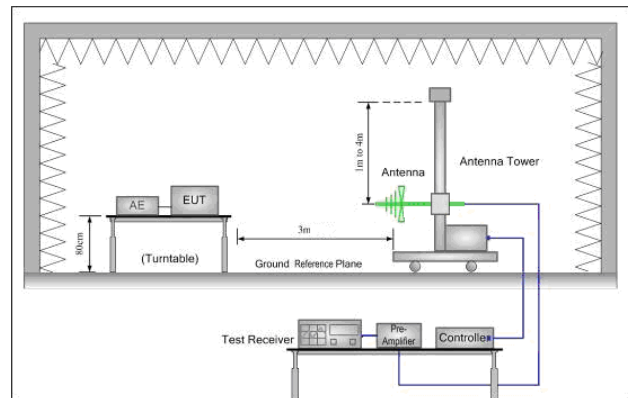 1m to 4m
Antenna
Antenna Tower
AE
EUT
80cm
(Turntable)
3m
Ground Reference Plane
Test Receiver
Pre-
Amplifier
Controller